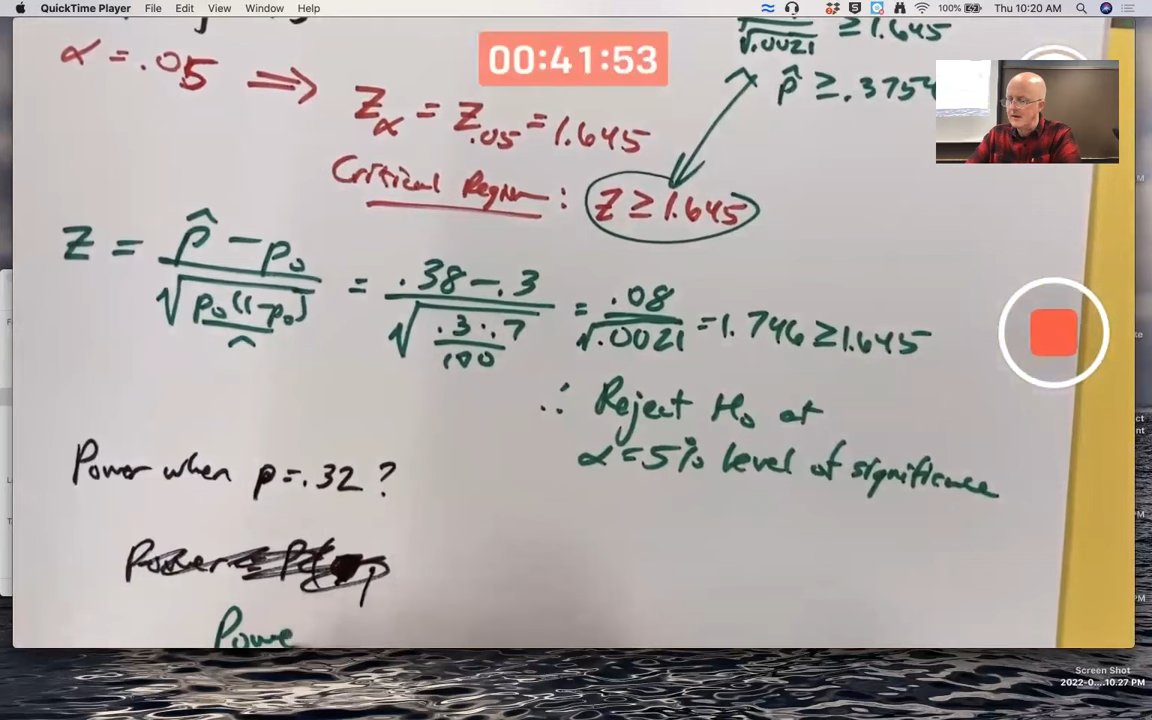 QuickTime Player File Edit View Window Help 100% Thu 10:20 AM
√.0021 ≥1.645
α = .05 ⟹
00:41:53
p̂ ≥ .3754
Zα = Z.05 = 1.645
Critical Region : Z ≥ 1.645
Z = p̂ - p₀ / √p₀(1-p₀) = .38 - .3 / √.3·.7/100 = .08 / √.0021 = 1.746 ≥ 1.645
∴ Reject H₀ at
α = 5% level of significance
Power when p = .32 ?
Powe
Screen Shot
2022-0....10.27 PM